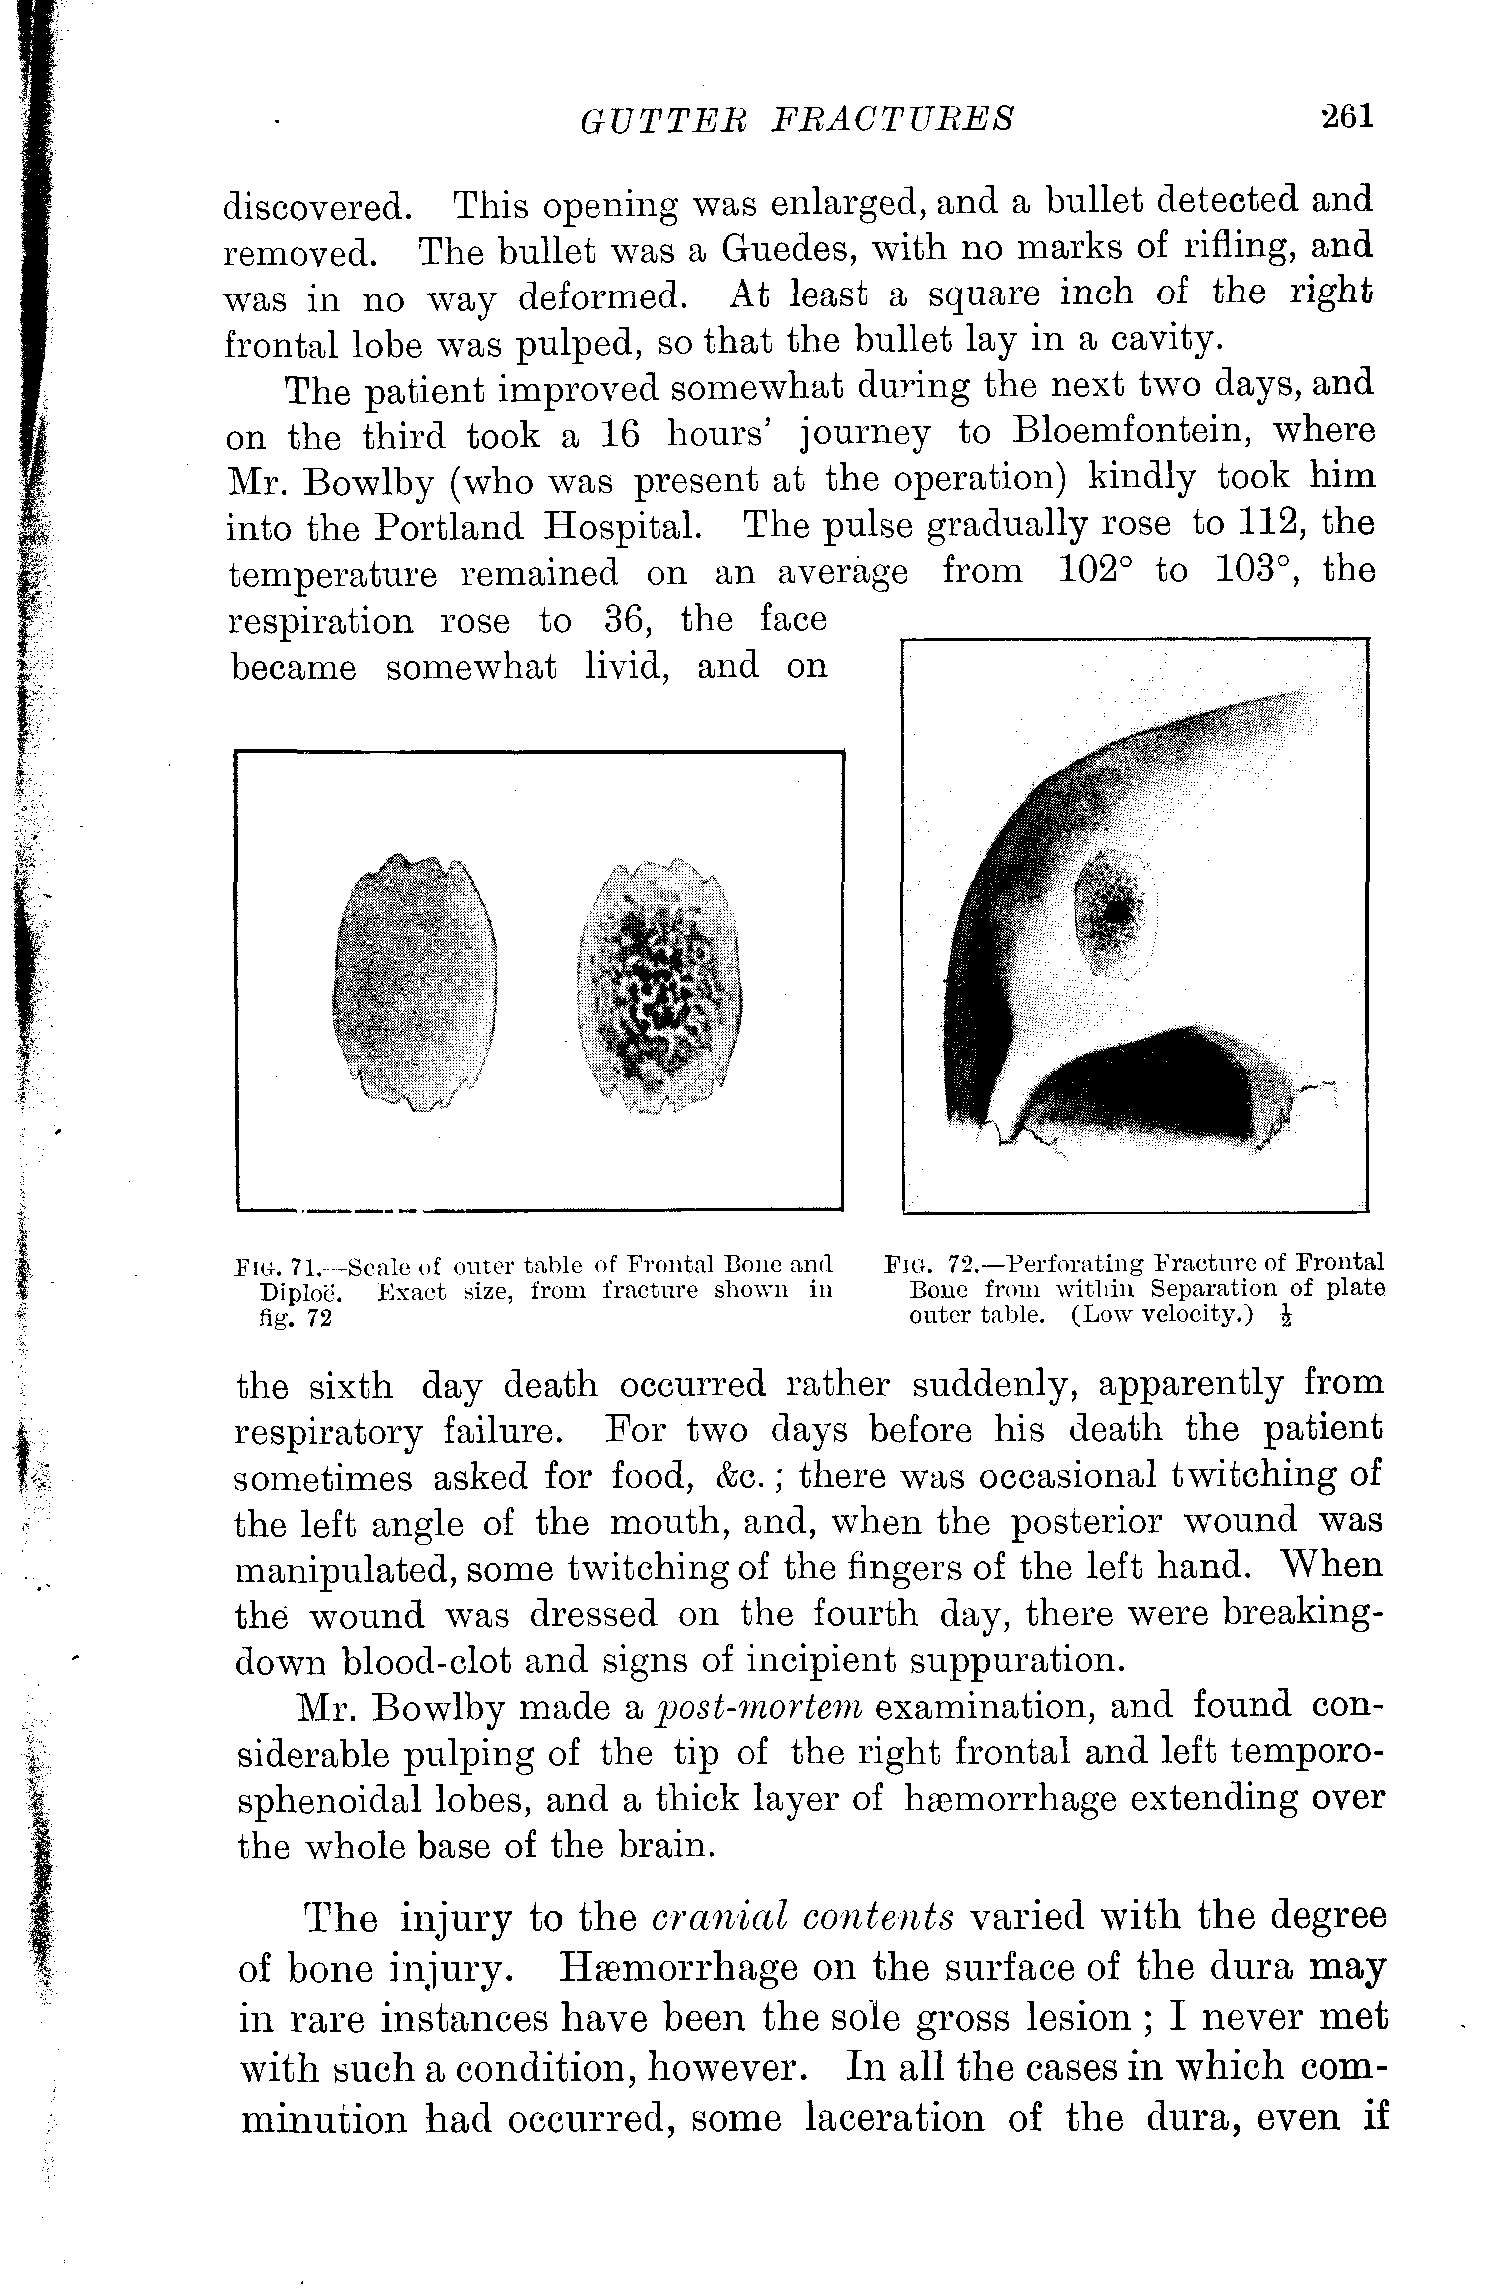 GUTTER FRACTURES 261
discovered. This opening was enlarged, and a bullet detected and
removed. The bullet was a Guedes, with no marks of rifling, and
was in no way deformed. At least a square inch of the right
frontal lobe was pulped, so that the bullet lay in a cavity.
The patient improved somewhat during the next two days, and
on the third took a 16 hours' journey to Bloemfontein, where
Mr. Bowlby (who was present at the operation) kindly took him
into the Portland Hospital. The pulse gradually rose to 112, the
temperature remained on an average from 102° to 103°, the
respiration rose to 36, the face
became somewhat livid, and on
FIG. 71.—Scale of outer table of Frontal Bone and
Diploë. Exact size, from fracture shown in
fig. 72
FIG. 72.—Perforating Fracture of Frontal
Bone from within Separation of plate
outer table. (Low velocity.) ½
the sixth day death occurred rather suddenly, apparently from
respiratory failure. For two days before his death the patient
sometimes asked for food, &c. ; there was occasional twitching of
the left angle of the mouth, and, when the posterior wound was
manipulated, some twitching of the fingers of the left hand. When
the wound was dressed on the fourth day, there were breaking-
down blood-clot and signs of incipient suppuration.
Mr. Bowlby made a post-mortem examination, and found con-
siderable pulping of the tip of the right frontal and left temporo-
sphenoidal lobes, and a thick layer of hæmorrhage extending over
the whole base of the brain.
The injury to the cranial contents varied with the degree
of bone injury. Hæmorrhage on the surface of the dura may
in rare instances have been the sole gross lesion ; I never met
with such a condition, however. In all the cases in which com-
minution had occurred, some laceration of the dura, even if